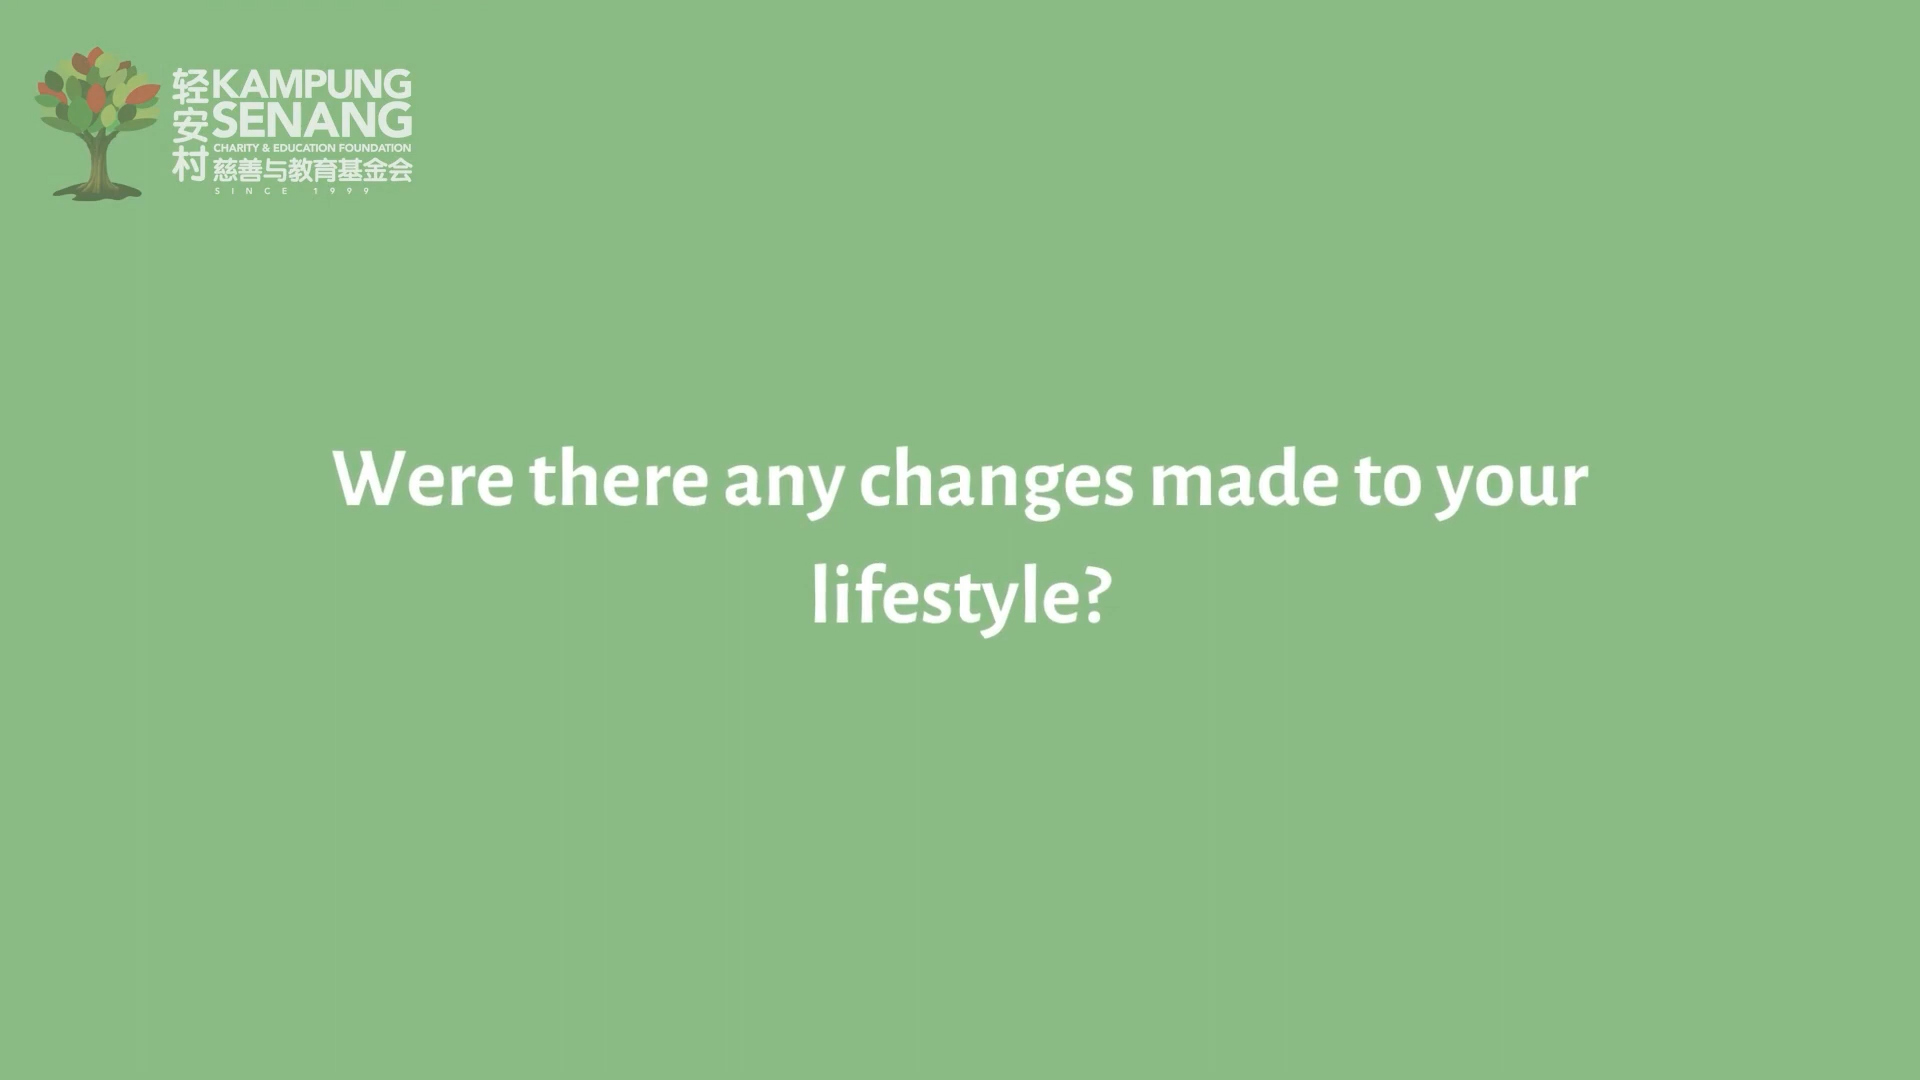 轻安村
KAMPUNG
SENANG
CHARITY & EDUCATION FOUNDATION
慈善与教育基金会
SINCE 1999
Were there any changes made to your
lifestyle?